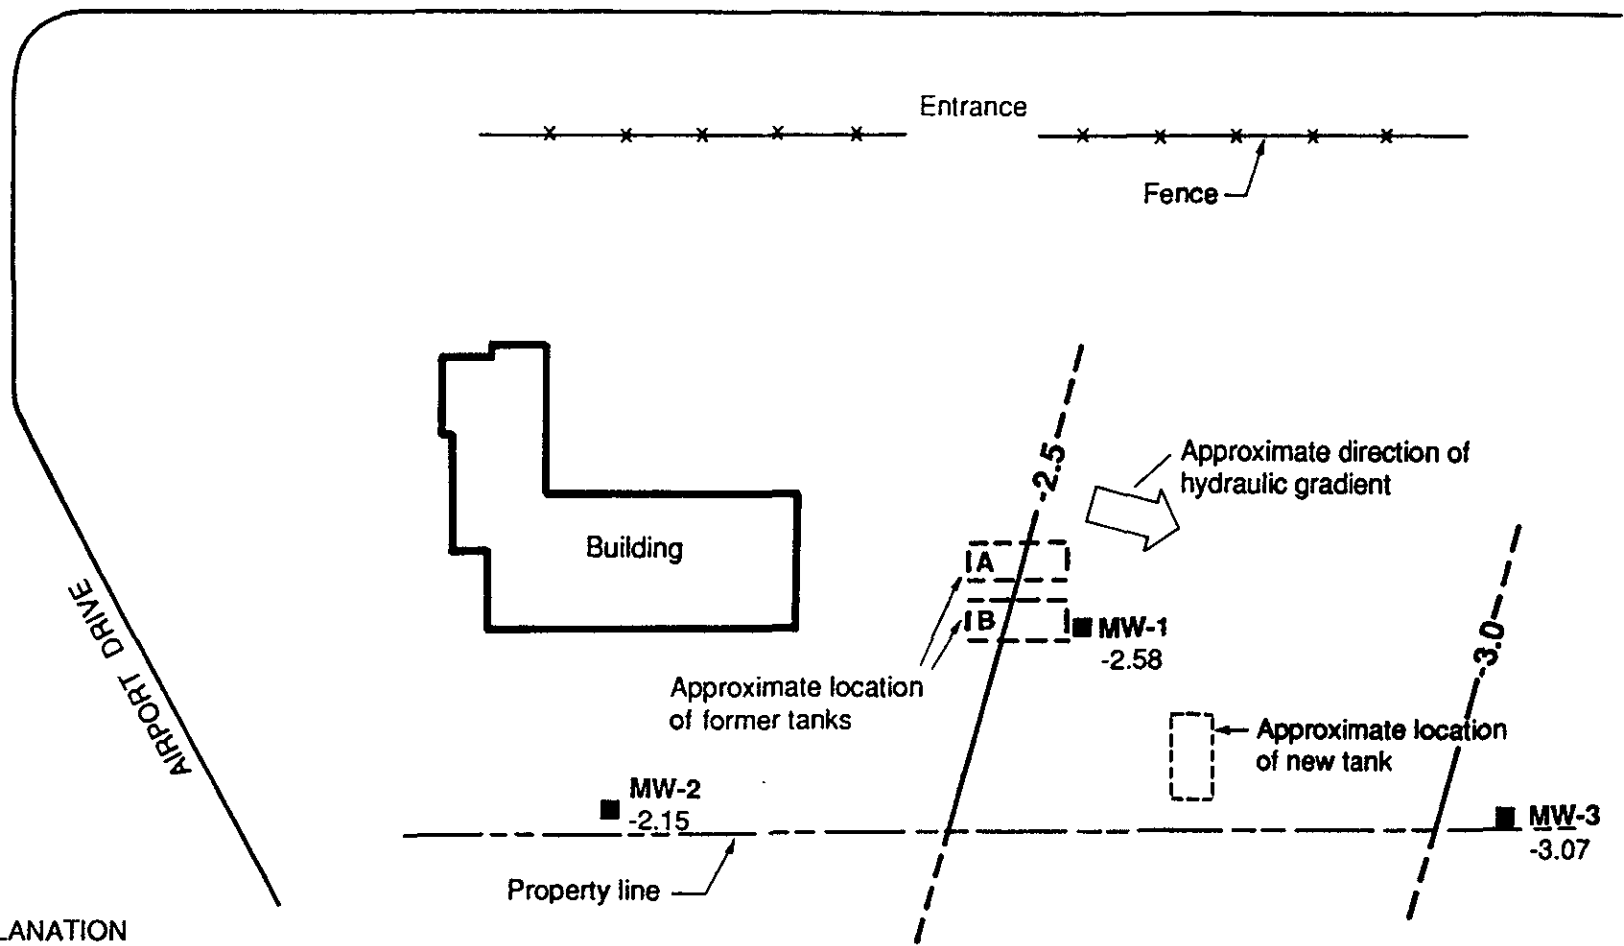 Entrance
Fence
-2.5
Approximate direction of
hydraulic gradient
Building
A
B
MW-1
-2.58
-3.0
AIRPORT DRIVE
Approximate location
of former tanks
Approximate location
of new tank
MW-2
-2.15
MW-3
-3.07
Property line
LANATION